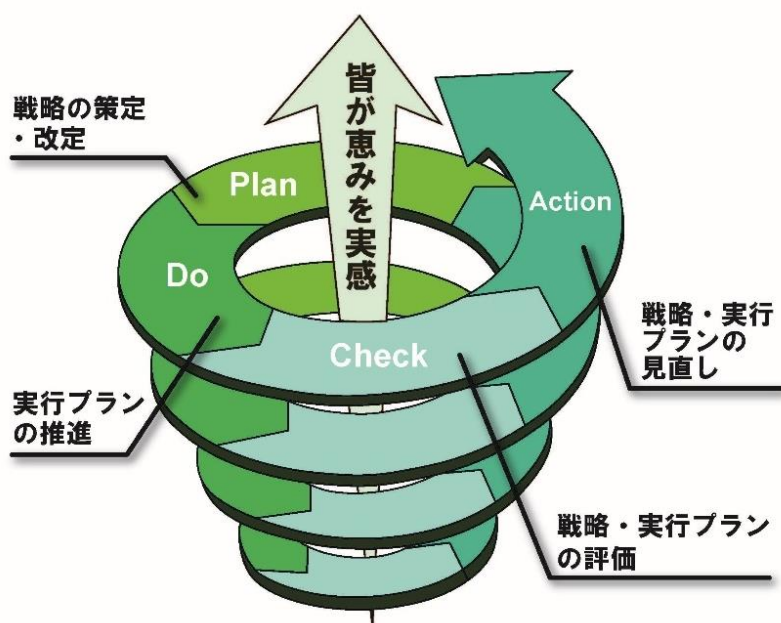 皆が恵みを実感
戦略の策定
・改定
Plan
Action
Do
Check
戦略・実行
プランの
見直し
実行プラン
の推進
戦略・実行プラン
の評価